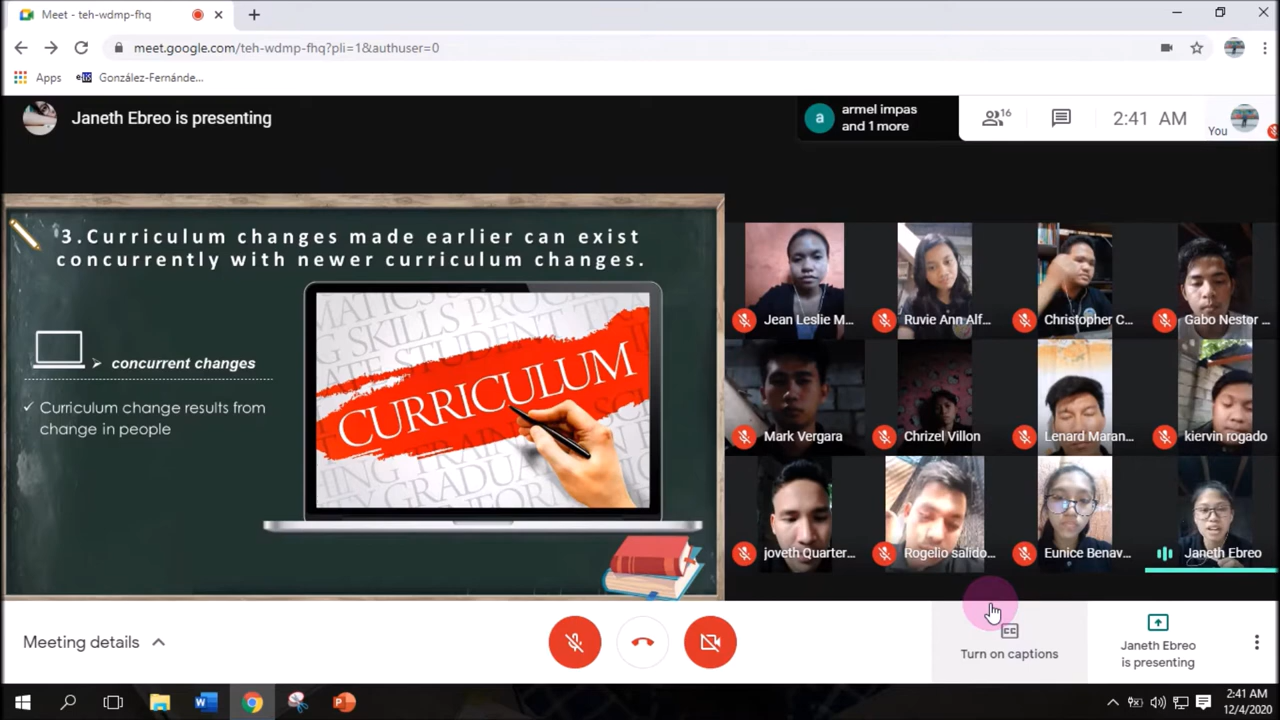 Meet - teh-wdmp-fhq
meet.google.com/teh-wdmp-fhq?pli=1&authuser=0
Apps
González-Fernánde...
Janeth Ebreo is presenting
a
armel impas
and 1 more
16
2:41 AM
You
3.Curriculum changes made earlier can exist
concurrently with newer curriculum changes.
➢ concurrent changes
✓ Curriculum change results from
change in people
CURRICULUM
Jean Leslie M...
Ruvie Ann Alf...
Christopher C...
Gabo Nestor ...
Mark Vergara
Chrizel Villon
Lenard Maran...
kiervin rogado
joveth Quarter...
Rogelio salido...
Eunice Benav...
Janeth Ebreo
Meeting details
CC
Turn on captions
Janeth Ebreo
is presenting
2:41 AM
12/4/2020